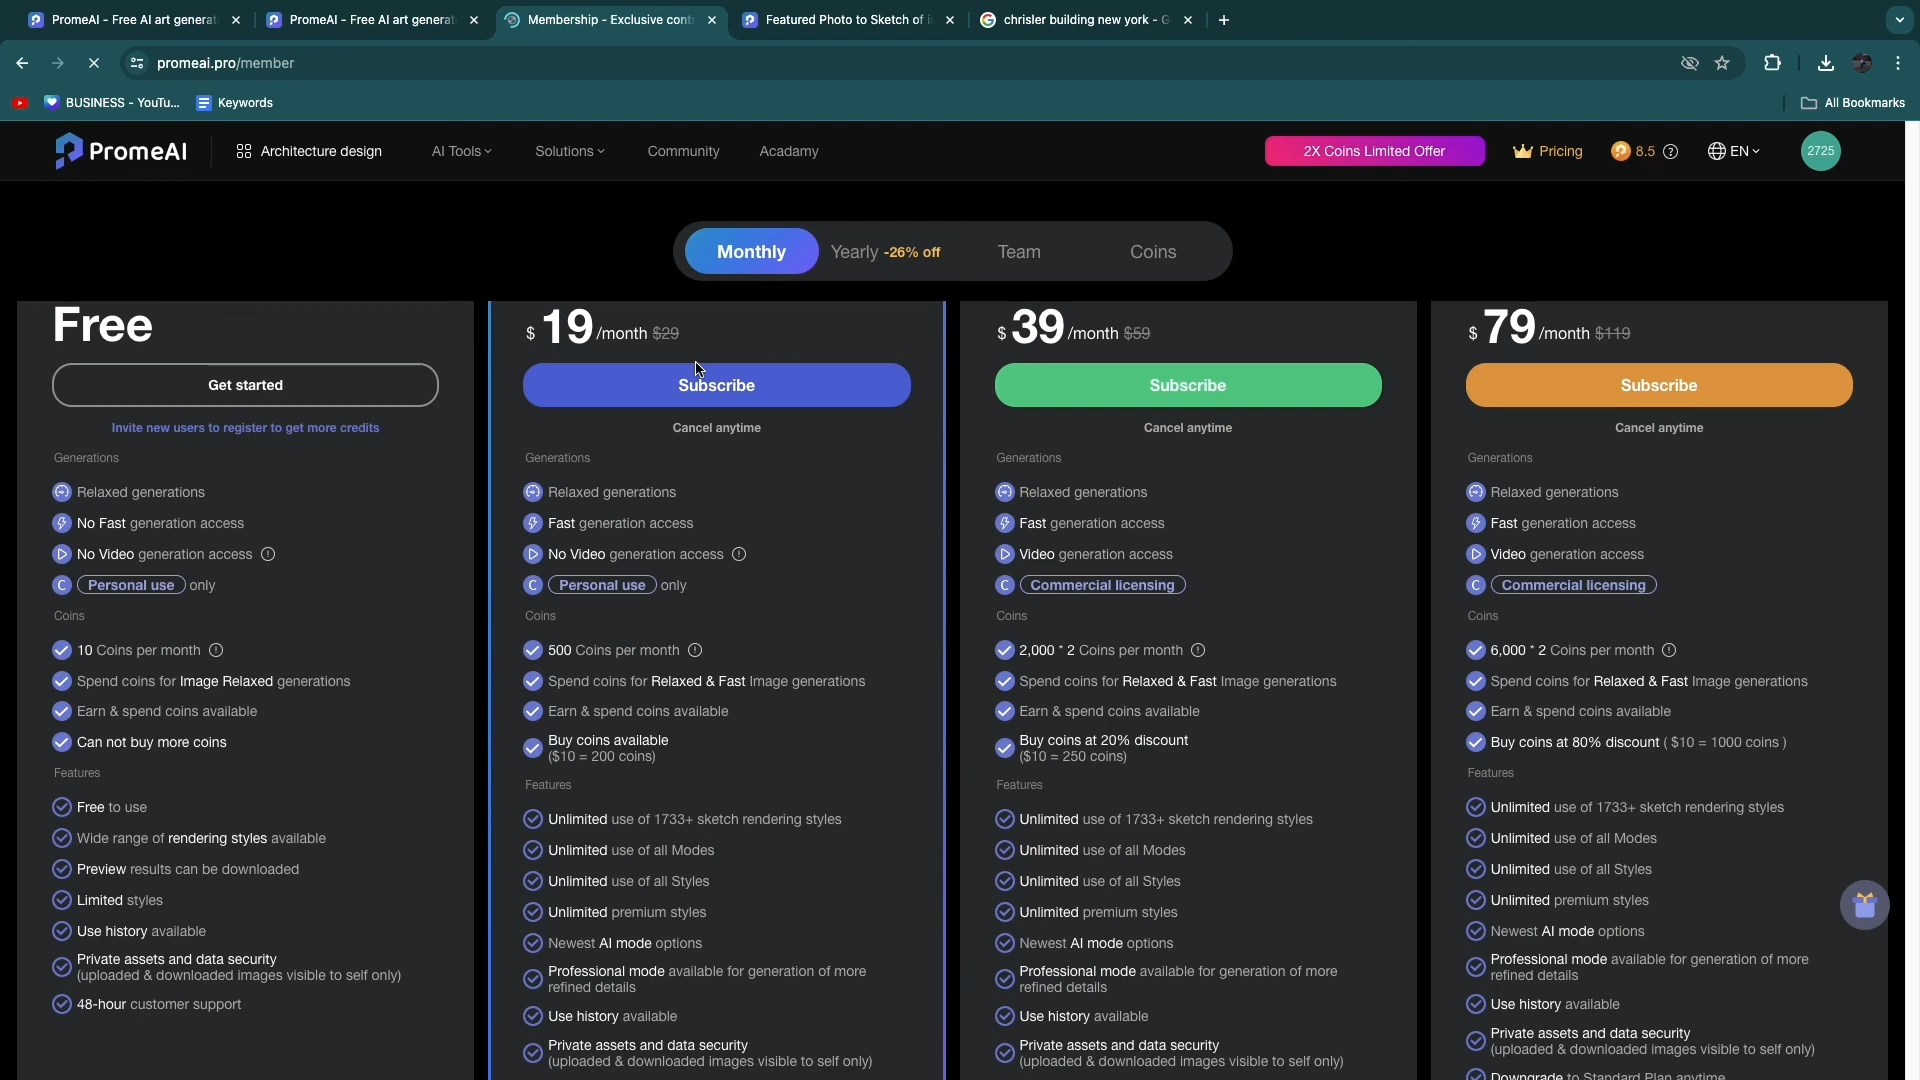 PromeAI - Free AI art generat
PromeAI - Free AI art generat
Membership - Exclusive cont
Featured Photo to Sketch of i
chrisler building new york - G
promeai.pro/member
BUSINESS - YouTu...
Keywords
All Bookmarks
PromeAI
Architecture design
AI Tools
Solutions
Community
Acadamy
2X Coins Limited Offer
Pricing
8.5
EN
2725
Monthly
Yearly -26% off
Team
Coins
Free
Get started
Invite new users to register to get more credits
Generations
Relaxed generations
No Fast generation access
No Video generation access
C Personal use only
Coins
10 Coins per month
Spend coins for Image Relaxed generations
Earn & spend coins available
Can not buy more coins
Features
Free to use
Wide range of rendering styles available
Preview results can be downloaded
Limited styles
Use history available
Private assets and data security
(uploaded & downloaded images visible to self only)
48-hour customer support
$ 19 /month $29
Subscribe
Cancel anytime
Generations
Relaxed generations
Fast generation access
No Video generation access
C Personal use only
Coins
500 Coins per month
Spend coins for Relaxed & Fast Image generations
Earn & spend coins available
Buy coins available
($10 = 200 coins)
Features
Unlimited use of 1733+ sketch rendering styles
Unlimited use of all Modes
Unlimited use of all Styles
Unlimited premium styles
Newest AI mode options
Professional mode available for generation of more
refined details
Use history available
Private assets and data security
(uploaded & downloaded images visible to self only)
$ 39 /month $59
Subscribe
Cancel anytime
Generations
Relaxed generations
Fast generation access
Video generation access
C Commercial licensing
Coins
2,000 * 2 Coins per month
Spend coins for Relaxed & Fast Image generations
Earn & spend coins available
Buy coins at 20% discount
($10 = 250 coins)
Features
Unlimited use of 1733+ sketch rendering styles
Unlimited use of all Modes
Unlimited use of all Styles
Unlimited premium styles
Newest AI mode options
Professional mode available for generation of more
refined details
Use history available
Private assets and data security
(uploaded & downloaded images visible to self only)
$ 79 /month $119
Subscribe
Cancel anytime
Generations
Relaxed generations
Fast generation access
Video generation access
C Commercial licensing
Coins
6,000 * 2 Coins per month
Spend coins for Relaxed & Fast Image generations
Earn & spend coins available
Buy coins at 80% discount ( $10 = 1000 coins )
Features
Unlimited use of 1733+ sketch rendering styles
Unlimited use of all Modes
Unlimited use of all Styles
Unlimited premium styles
Newest AI mode options
Professional mode available for generation of more
refined details
Use history available
Private assets and data security
(uploaded & downloaded images visible to self only)
Downgrade to Standard Plan anytime